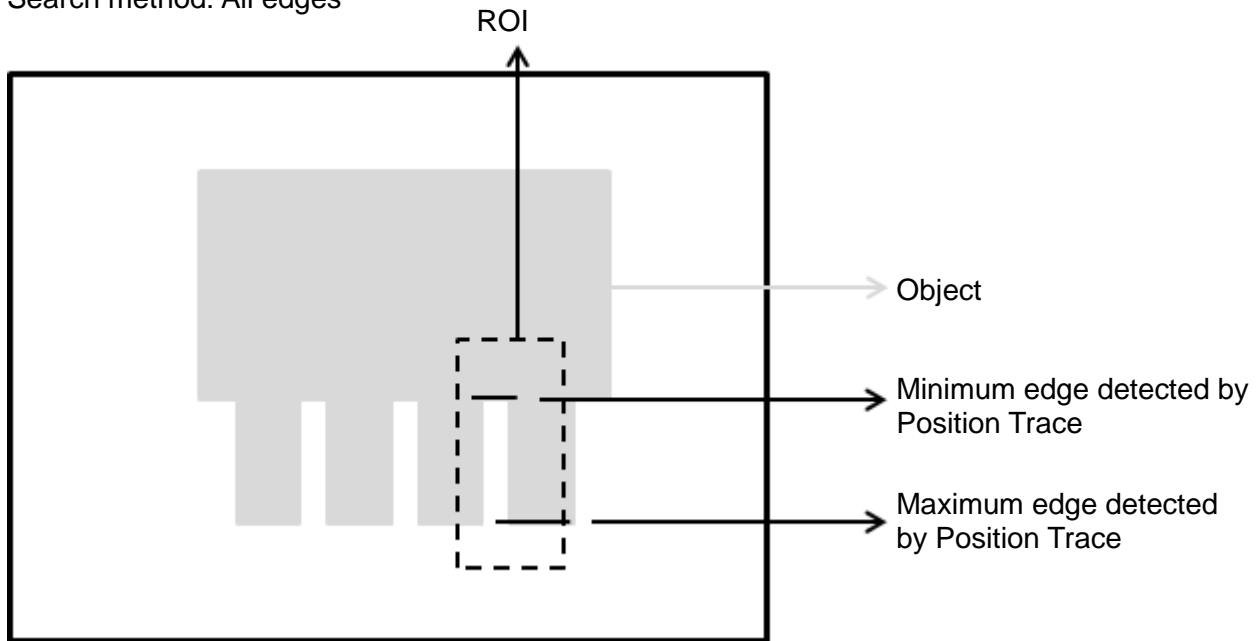 Search method: All edges
ROI
Object
Minimum edge detected by
Position Trace
Maximum edge detected
by Position Trace